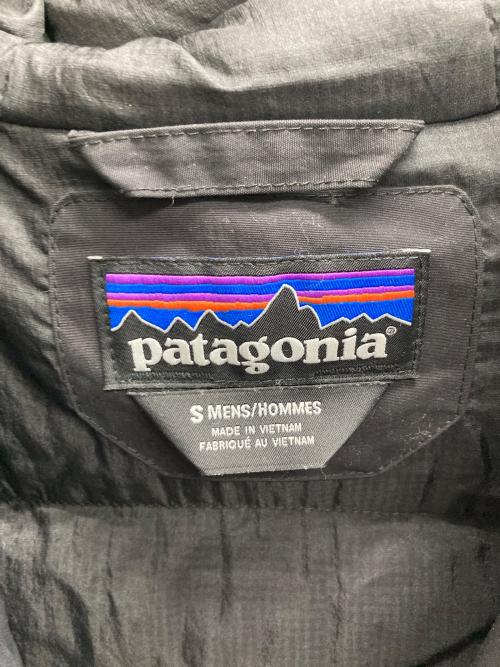 patagonia®
S MENS/HOMMES
MADE IN VIETNAM
FABRIQUÉ AU VIETNAM